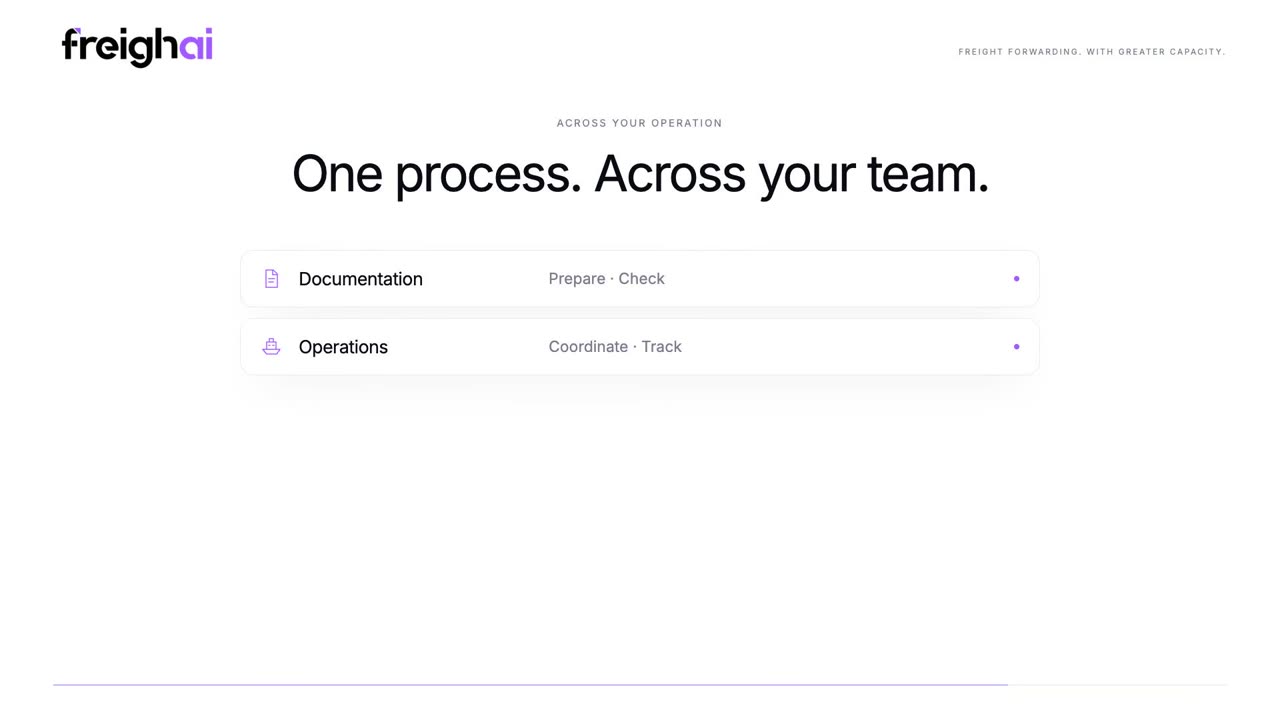 freighai
FREIGHT FORWARDING. WITH GREATER CAPACITY.
ACROSS YOUR OPERATION
One process. Across your team.
Documentation Prepare · Check
Operations Coordinate · Track